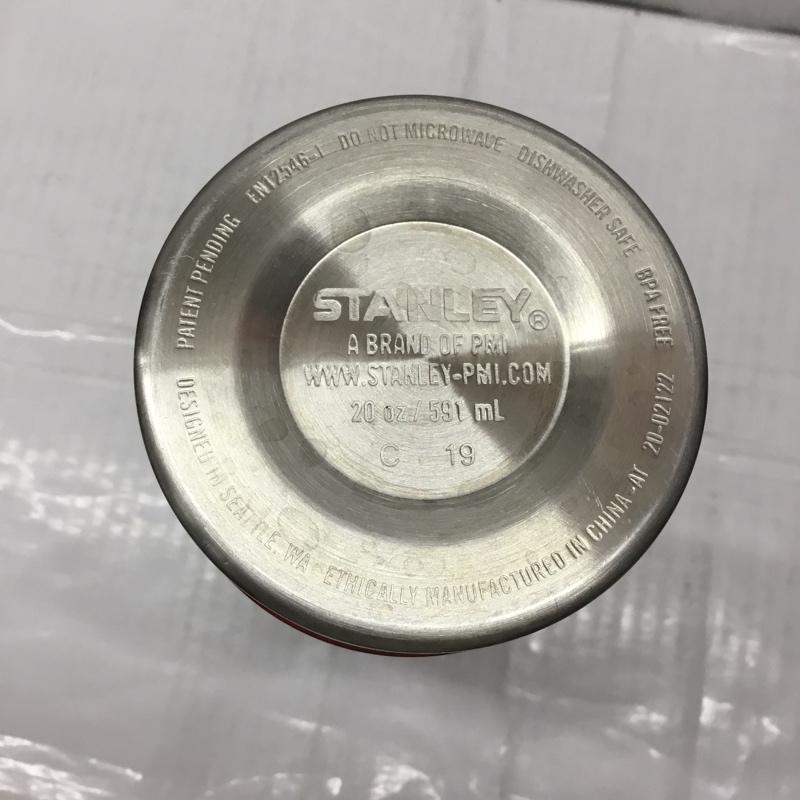 STANLEY®
A BRAND OF PMI
WWW.STANLEY-PMI.COM
20 oz / 591 mL
C 19
PATENT PENDING EN12546-1 DO NOT MICROWAVE DISHWASHER SAFE BPA FREE
DESIGNED IN SEATTLE, WA · ETHICALLY MANUFACTURED IN CHINA -AT 20-02122